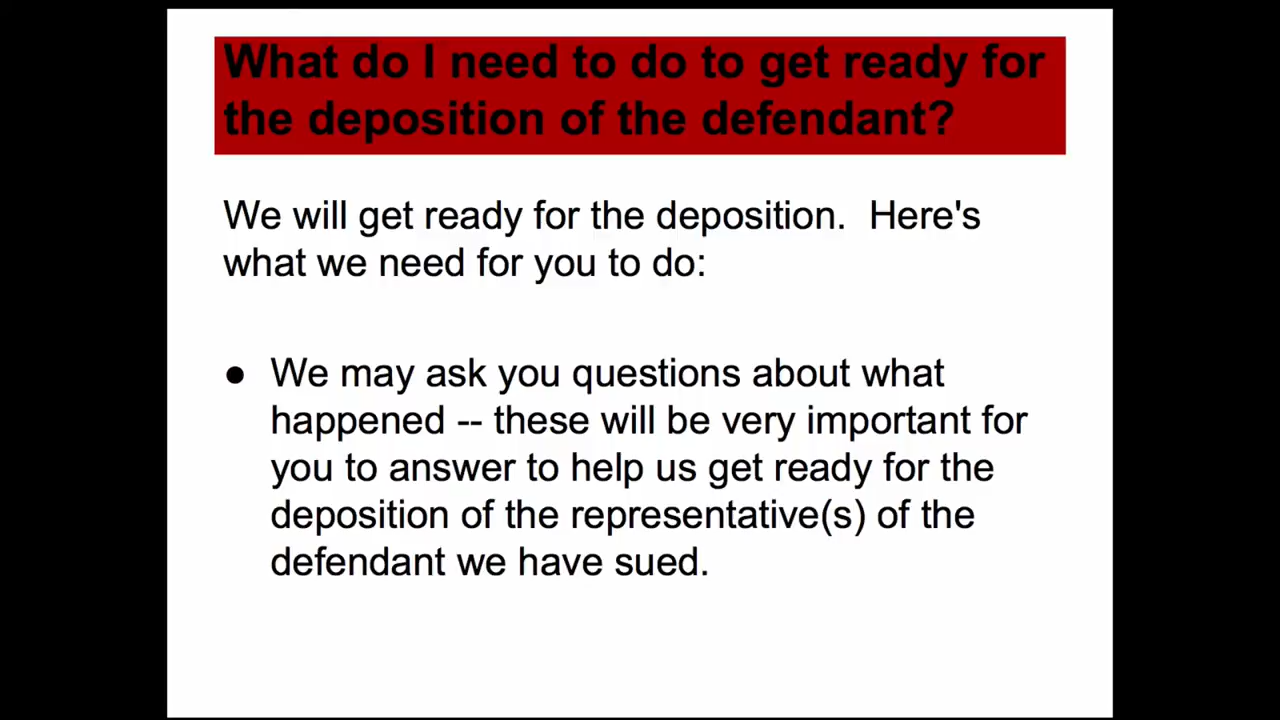 What do I need to do to get ready for
the deposition of the defendant?
We will get ready for the deposition.  Here's
what we need for you to do:
● We may ask you questions about what
happened -- these will be very important for
you to answer to help us get ready for the
deposition of the representative(s) of the
defendant we have sued.